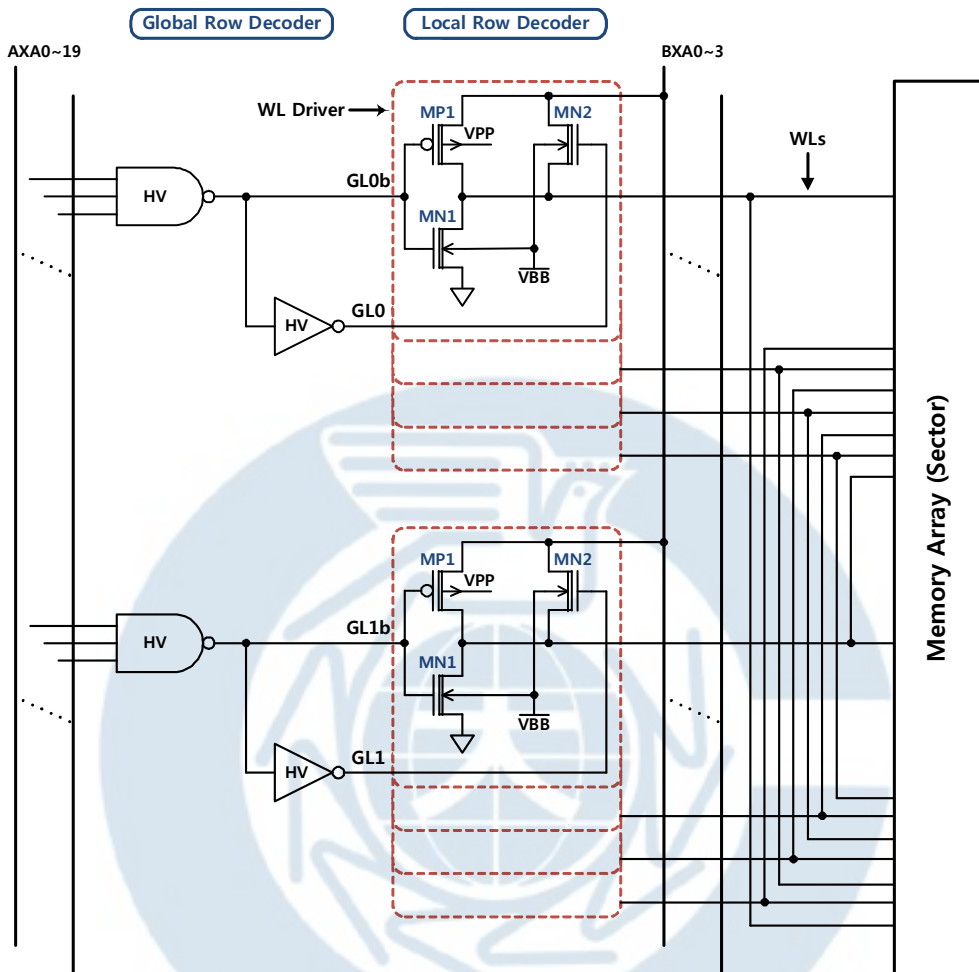 Global Row Decoder
Local Row Decoder
AXA0~19
BXA0~3
WL Driver
MP1
MN2
VPP
WLs
HV
GL0b
MN1
VBB
GL0
HV
MP1
MN2
VPP
HV
GL1b
MN1
VBB
GL1
HV
Memory Array (Sector)